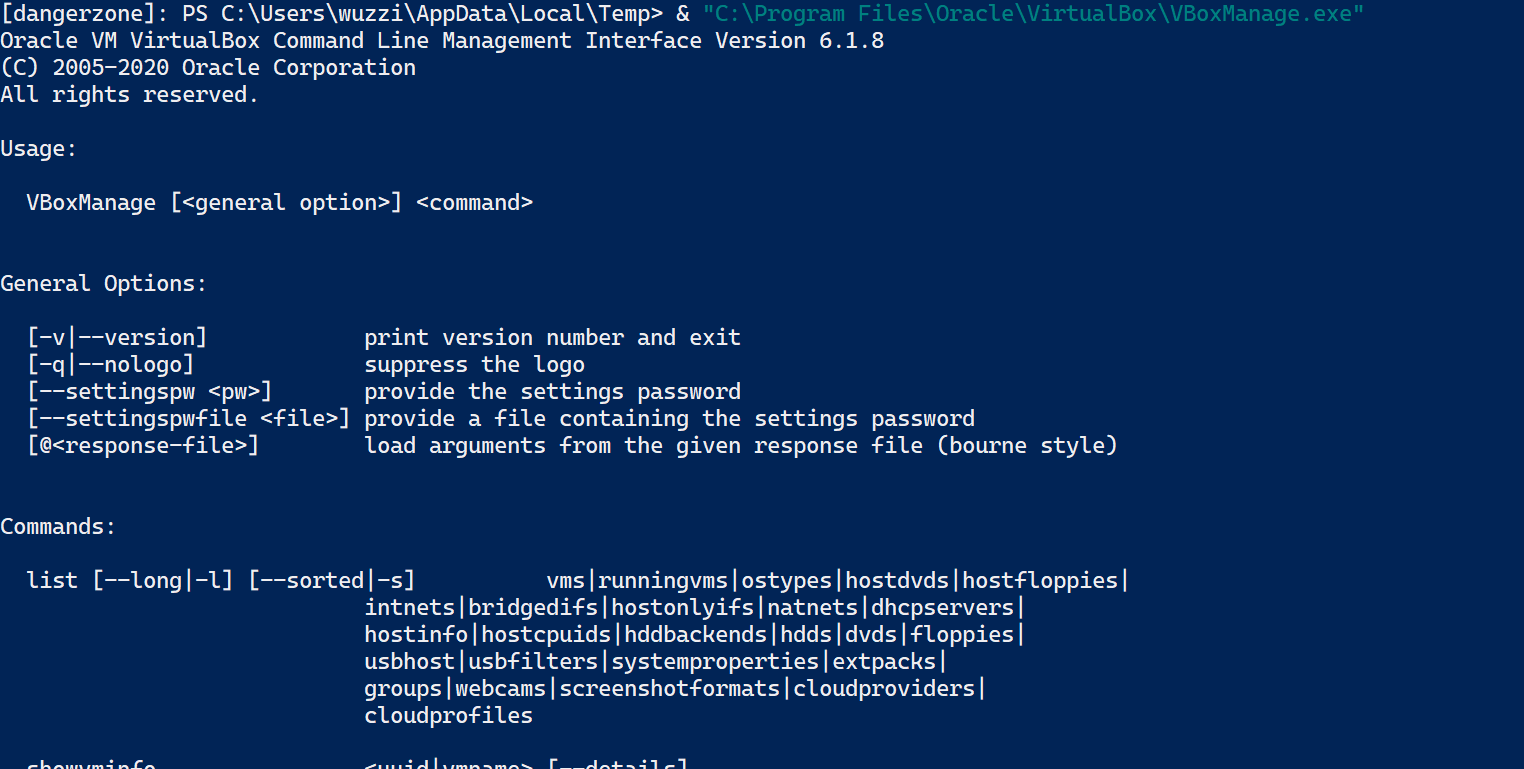 [dangerzone]: PS C:\Users\wuzzi\AppData\Local\Temp> & "C:\Program Files\Oracle\VirtualBox\VBoxManage.exe"
Oracle VM VirtualBox Command Line Management Interface Version 6.1.8
(C) 2005-2020 Oracle Corporation
All rights reserved.
Usage:
VBoxManage [<general option>] <command>
General Options:
[-v|--version] print version number and exit
[-q|--nologo] suppress the logo
[--settingspw <pw>] provide the settings password
[--settingspwfile <file>] provide a file containing the settings password
[@<response-file>] load arguments from the given response file (bourne style)
Commands:
list [--long|-l] [--sorted|-s] vms|runningvms|ostypes|hostdvds|hostfloppies|
intnets|bridgedifs|hostonlyifs|natnets|dhcpservers|
hostinfo|hostcpuids|hddbackends|hdds|dvds|floppies|
usbhost|usbfilters|systemproperties|extpacks|
groups|webcams|screenshotformats|cloudproviders|
cloudprofiles
showvminfo <uuid|vmname> [--details]